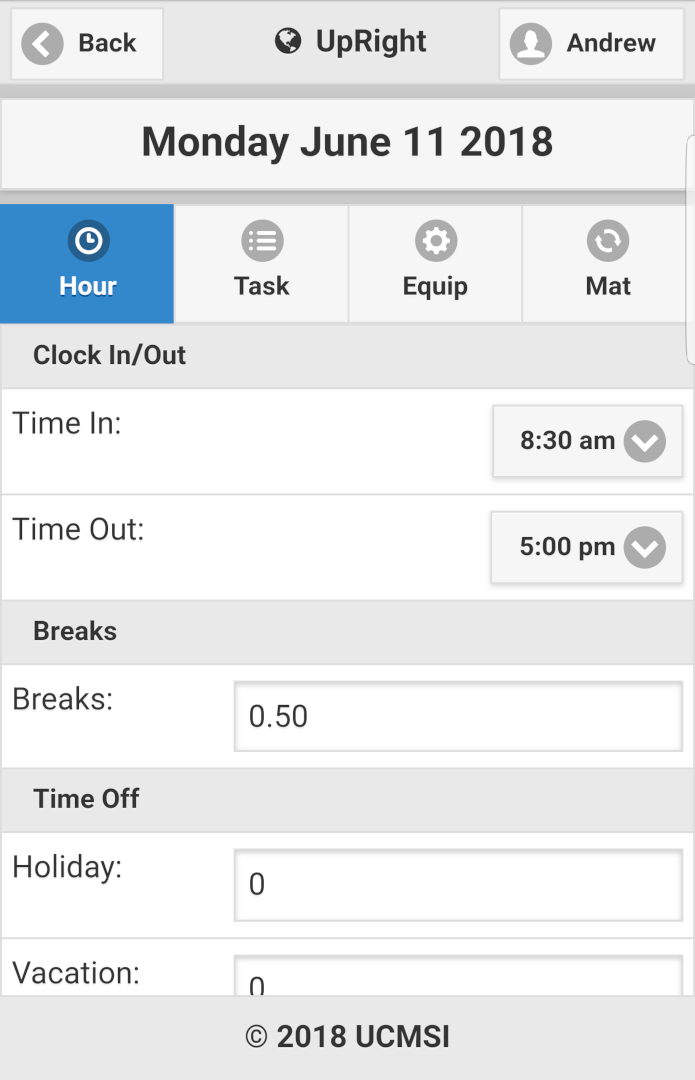 Back UpRight Andrew
Monday June 11 2018
Hour Task Equip Mat
Clock In/Out
Time In: 8:30 am
Time Out: 5:00 pm
Breaks
Breaks: 0.50
Time Off
Holiday: 0
Vacation: 0
© 2018 UCMSI